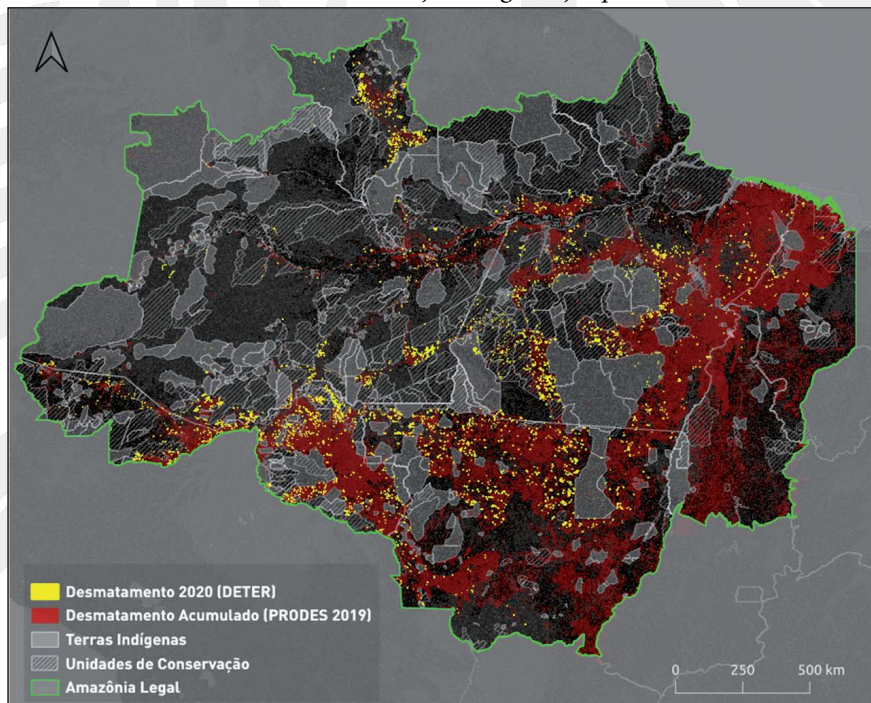 Desmatamento 2020 (DETER)
Desmatamento Acumulado (PRODES 2019)
Terras Indígenas
Unidades de Conservação
Amazônia Legal
0 250 500 km